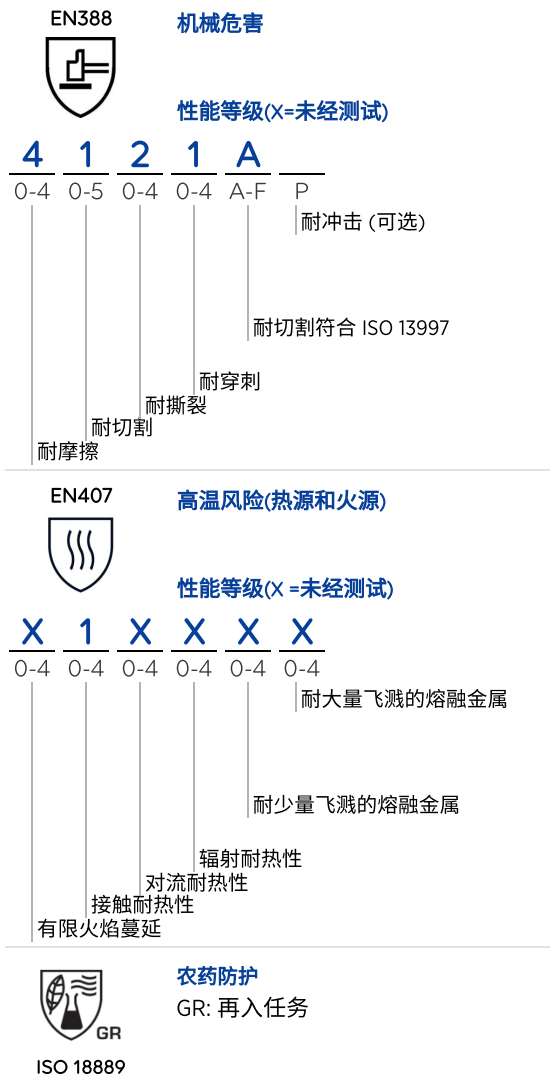 EN388
机械危害
性能等级(X=未经测试)
4 1 2 1 A
0-4 0-5 0-4 0-4 A-F P
耐冲击 (可选)
耐切割符合 ISO 13997
耐穿刺
耐撕裂
耐切割
耐摩擦
EN407
高温风险(热源和火源)
性能等级(X =未经测试)
X 1 X X X X
0-4 0-4 0-4 0-4 0-4 0-4
耐大量飞溅的熔融金属
耐少量飞溅的熔融金属
辐射耐热性
对流耐热性
接触耐热性
有限火焰蔓延
农药防护
GR: 再入任务
GR
ISO 18889